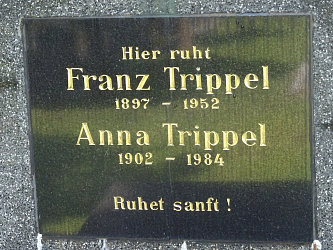 Hier ruht
Franz Trippel
1897 – 1952
Anna Trippel
1902 – 1984
Ruhet sanft !